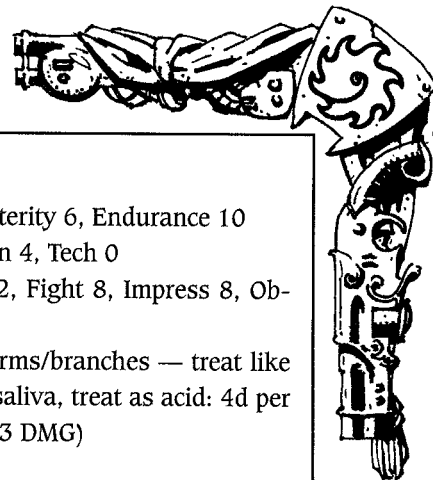 terity 6, Endurance 10
n 4, Tech 0
2, Fight 8, Impress 8, Ob-
rms/branches — treat like
saliva, treat as acid: 4d per
3 DMG)